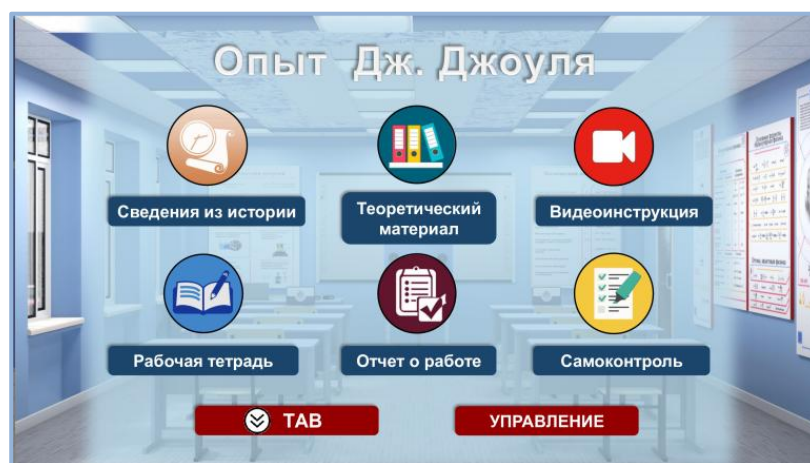 Опыт Дж. Джоуля
Сведения из истории
Теоретический
материал
Видеоинструкция
Рабочая тетрадь
Отчет о работе
Самоконтроль
TAB
УПРАВЛЕНИЕ